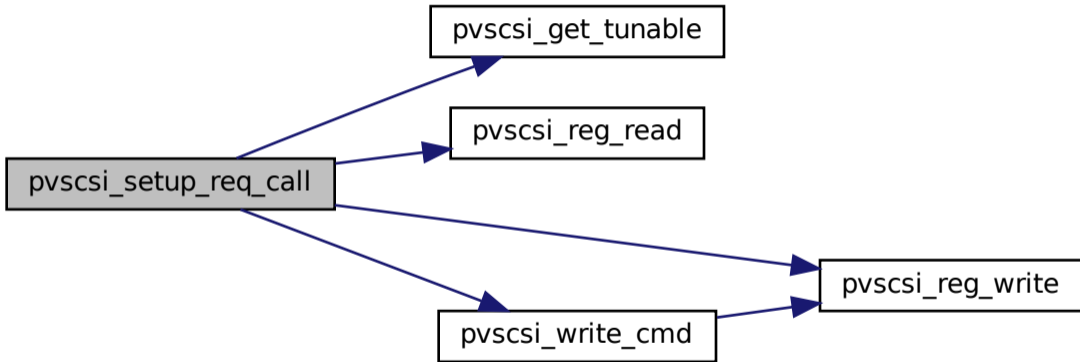 pvscsi_get_tunable
pvscsi_reg_read
pvscsi_setup_req_call
pvscsi_reg_write
pvscsi_write_cmd